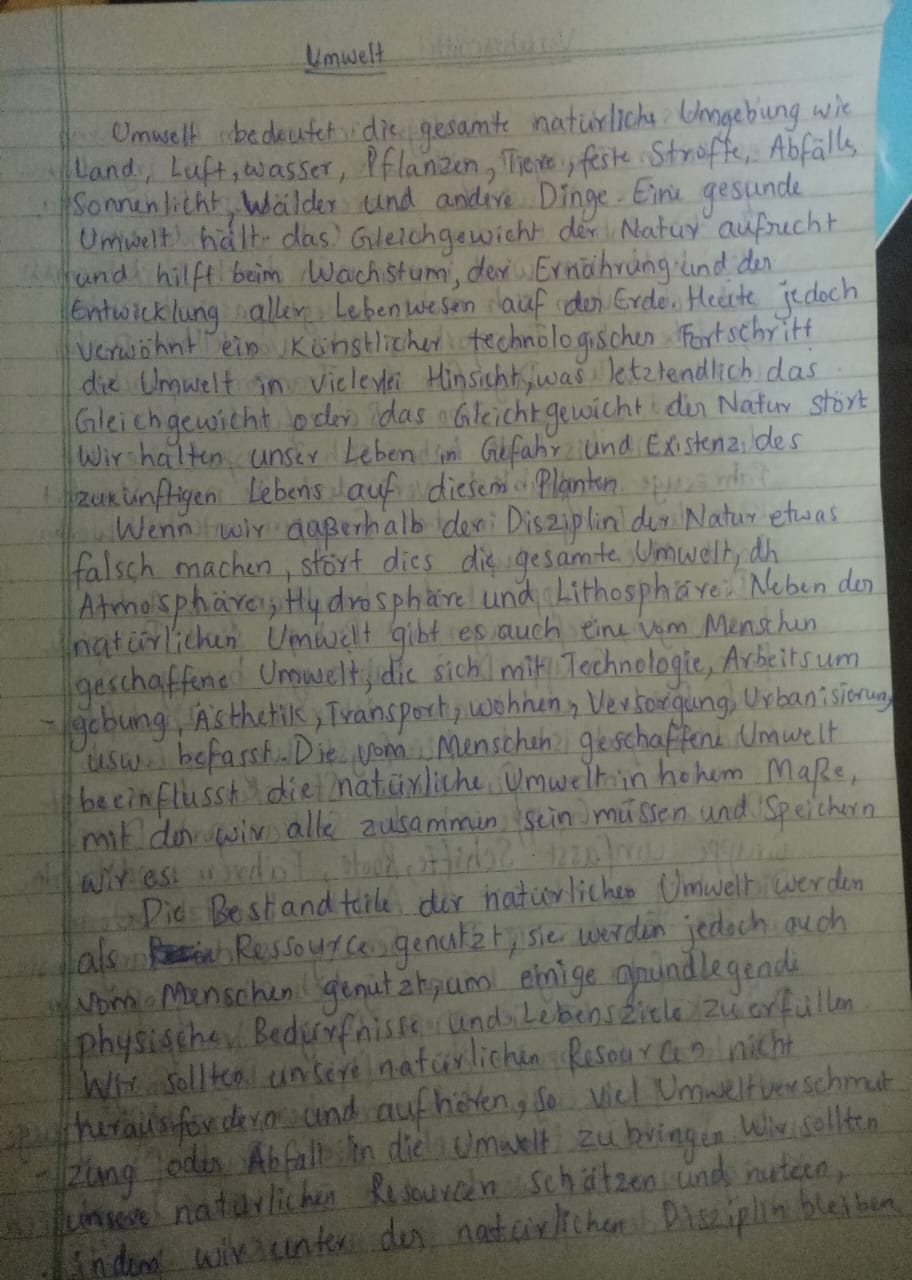 Umwelt
Umwelt bedeutet die gesamte natürliche Umgebung wie
Land, Luft, wasser, Pflanzen, Tiere, feste Stroffe, Abfälle,
Sonnenlicht, Wälder und andere Dinge. Eine gesunde
Umwelt hält das Gleichgewicht der Natur aufrecht
und hilft beim Wachstum, der Ernährung und der
Entwicklung aller Lebenwesen auf der Erde. Heute jedoch
verwöhnt ein künstlicher technologischer Fortschritt
die Umwelt in vielerlei Hinsicht, was letztendlich das
Gleichgewicht oder das Gleichtgewicht der Natur stört
Wir halten unser Leben in Gefahr und Existenz des
zukünftigen Lebens auf diesem Planten.
Wenn wir daßerhalb der Disziplin der Natur etwas
falsch machen, stört dies die gesamte Umwelt, dh
Atmosphäre, Hydrosphäre und Lithosphäre. Neben der
natürlichen Umwelt gibt es auch eine vom Menschen
geschaffene Umwelt, die sich mit Technologie, Arbeitsum
-gebung, Ästhetik, Transport, wohnen, Versorgung, Urbanisierung
usw. befasst. Die vom Menschen geschaffene Umwelt
beeinflusst die natürliche Umwelt in hohem Maße,
mit der wir alle zusammen sein müssen und Speichern
wir es.
Die Bestandteile der natürlichen Umwelt werden
als Ressource genutzt, sie werden jedoch auch
vom Menschen genutzt, um einige grundlegende
physische Bedürfnisse und Lebensziele zu erfüllen
Wir sollten unsere natürlichen Resourcen nicht
herausfordern und aufhören, so viel Umweltverschmut
-zung oder Abfall in die Umwelt zu bringen Wir sollten
unsere natürlichen Resourcen schätzen und nutzen,
indem wir unter der natürlichen Disziplin bleiben